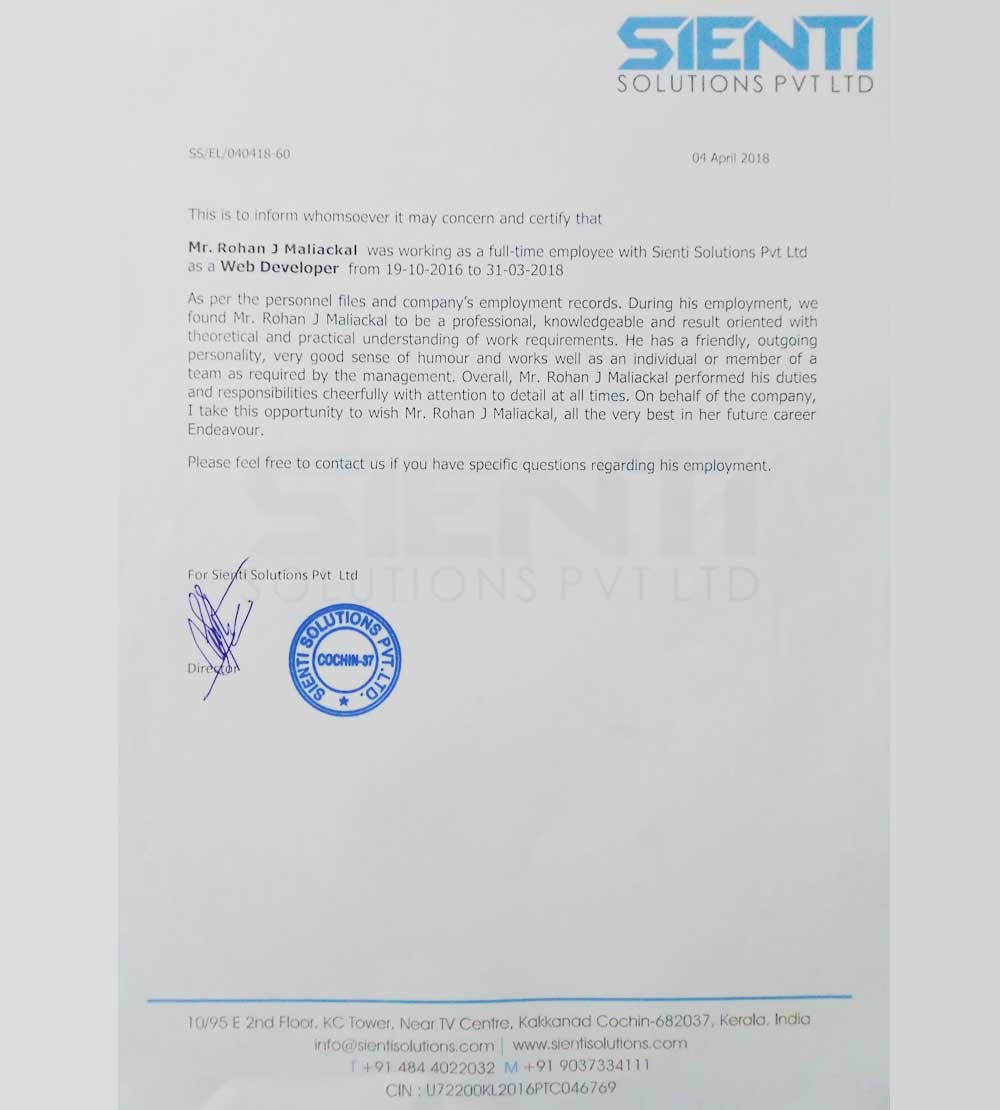 SIENTI
SOLUTIONS PVT LTD
SS/EL/040418-60
04 April 2018
This is to inform whomsoever it may concern and certify that
Mr. Rohan J Maliackal was working as a full-time employee with Sienti Solutions Pvt Ltd
as a Web Developer from 19-10-2016 to 31-03-2018
As per the personnel files and company's employment records. During his employment, we
found Mr. Rohan J Maliackal to be a professional, knowledgeable and result oriented with
theoretical and practical understanding of work requirements. He has a friendly, outgoing
personality, very good sense of humour and works well as an individual or member of a
team as required by the management. Overall, Mr. Rohan J Maliackal performed his duties
and responsibilities cheerfully with attention to detail at all times. On behalf of the company,
I take this opportunity to wish Mr. Rohan J Maliackal, all the very best in her future career
Endeavour.
Please feel free to contact us if you have specific questions regarding his employment.
SIENTI
SOLUTIONS PVT LTD
For Sienti Solutions Pvt Ltd
Director
SIENTI SOLUTIONS PVT. LTD.
COCHIN-37
10/95 E 2nd Floor, KC Tower, Near TV Centre, Kakkanad Cochin-682037, Kerala, India
info@sientisolutions.com | www.sientisolutions.com
T +91 484 4022032 M +91 9037334111
CIN : U72200KL2016PTC046769